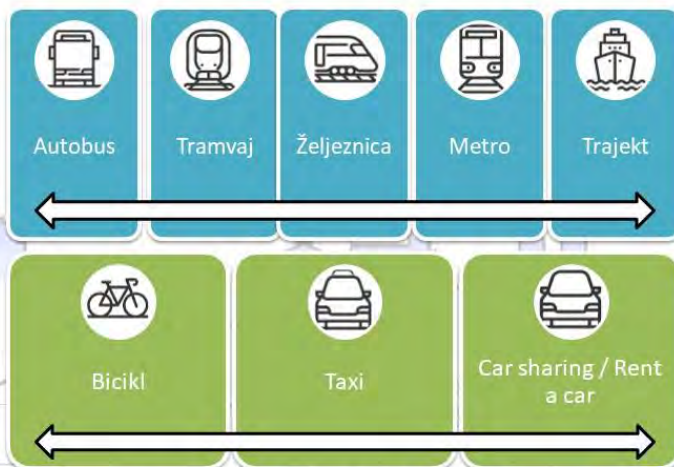 Autobus
Tramvaj
Željeznica
Metro
Trajekt
Bicikl
Taxi
Car sharing / Rent
a car